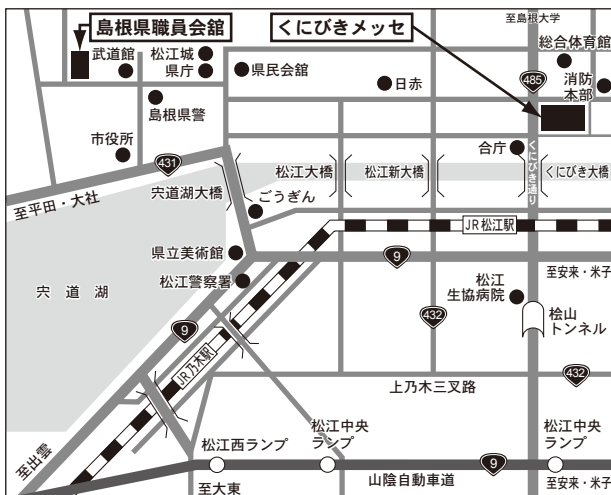 島根県職員会舘
くにびきメッセ
至島根大学
武道館
松江城
県庁
県民会館
日赤
総合体育館
485
消防
本部
島根県警
市役所
431
合庁
くにびき通り
宍道湖大橋
松江大橋
松江新大橋
くにびき大橋
至平田・大社
ごうぎん
JR松江駅
県立美術館
9
至安来・米子
松江警察署
宍道湖
松江
生協病院
432
桧山
トンネル
9
JR乃木駅
432
上乃木三叉路
至出雲
松江西ランプ
松江中央
ランプ
松江中央
ランプ
9
至大東
山陰自動車道
至安来・米子